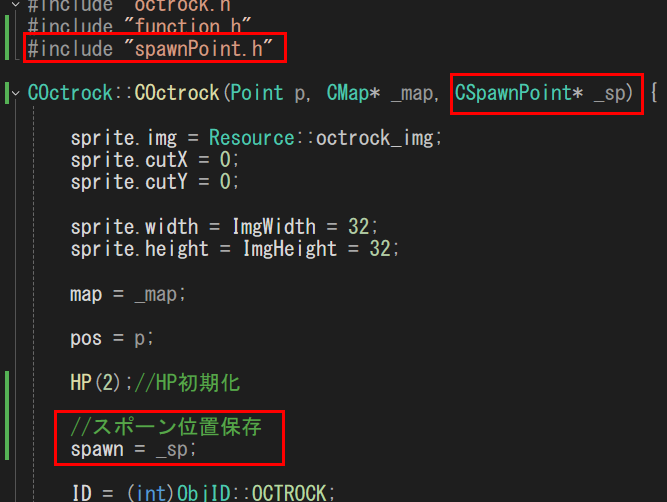 #include "octrock.h"
#include "function.h"
#include "spawnPoint.h"
COctrock::COctrock(Point p, CMap* _map, CSpawnPoint* _sp) {
sprite.img = Resource::octrock_img;
sprite.cutX = 0;
sprite.cutY = 0;
sprite.width = ImgWidth = 32;
sprite.height = ImgHeight = 32;
map = _map;
pos = p;
HP(2);//HP初期化
//スポーン位置保存
spawn = _sp;
ID = (int)ObjID::OCTROCK;